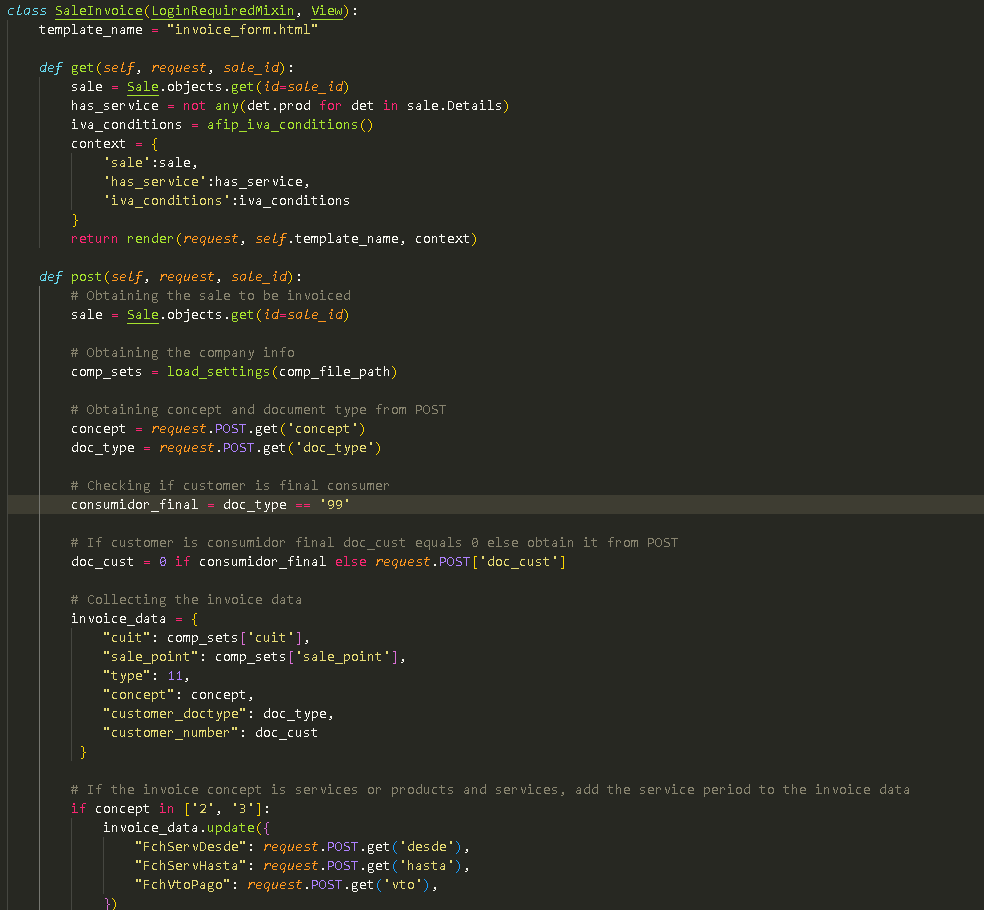 class SaleInvoice(LoginRequiredMixin, View):
    template_name = "invoice_form.html"

    def get(self, request, sale_id):
        sale = Sale.objects.get(id=sale_id)
        has_service = not any(det.prod for det in sale.Details)
        iva_conditions = afip_iva_conditions()
        context = {
            'sale':sale,
            'has_service':has_service,
            'iva_conditions':iva_conditions
        }
        return render(request, self.template_name, context)

    def post(self, request, sale_id):
        # Obtaining the sale to be invoiced
        sale = Sale.objects.get(id=sale_id)

        # Obtaining the company info
        comp_sets = load_settings(comp_file_path)

        # Obtaining concept and document type from POST
        concept = request.POST.get('concept')
        doc_type = request.POST.get('doc_type')

        # Checking if customer is final consumer
        consumidor_final = doc_type == '99'

        # If customer is consumidor final doc_cust equals 0 else obtain it from POST
        doc_cust = 0 if consumidor_final else request.POST['doc_cust']

        # Collecting the invoice data
        invoice_data = {
            "cuit": comp_sets['cuit'],
            "sale_point": comp_sets['sale_point'],
            "type": 11,
            "concept": concept,
            "customer_doctype": doc_type,
            "customer_number": doc_cust
         }

        # If the invoice concept is services or products and services, add the service period to the invoice data
        if concept in ['2', '3']:
            invoice_data.update({
                "FchServDesde": request.POST.get('desde'),
                "FchServHasta": request.POST.get('hasta'),
                "FchVtoPago": request.POST.get('vto'),
            })